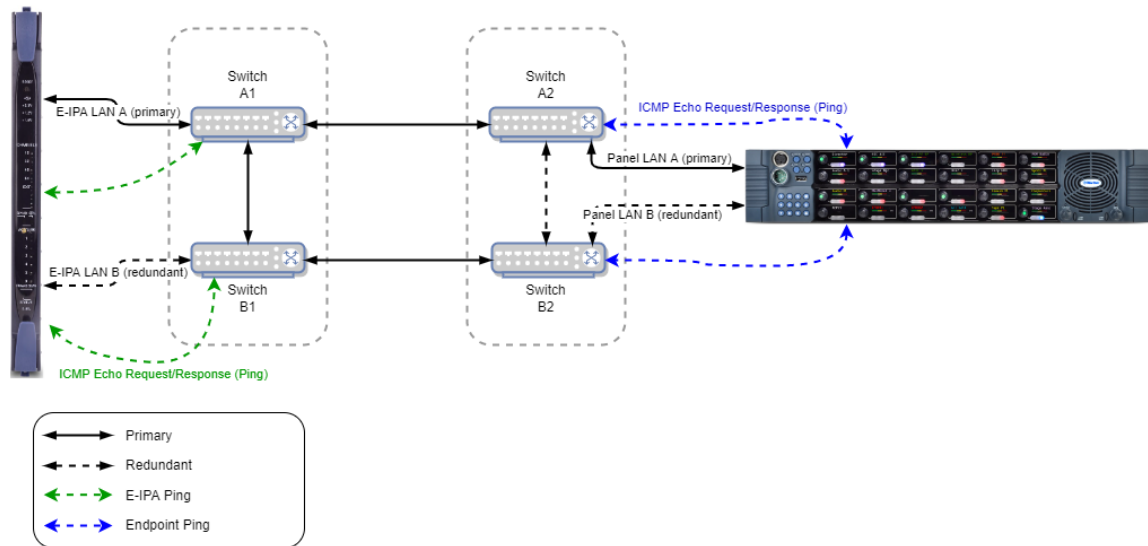 Switch
A1
Switch
A2
ICMP Echo Request/Response (Ping)
E-IPA LAN A (primary)
Panel LAN A (primary)
Panel LAN B (redundant)
E-IPA LAN B (redundant)
Switch
B1
Switch
B2
ICMP Echo Request/Response (Ping)
Primary
Redundant
E-IPA Ping
Endpoint Ping